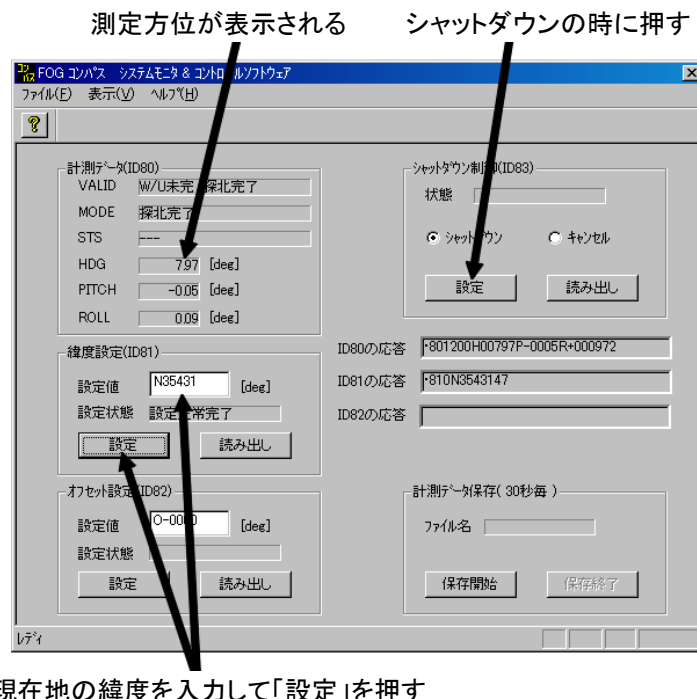 測定方位が表示される シャットダウンの時に押す
コンパス FOG コンパス システムモニタ & コントロールソフトウェア
ファイル(F) 表示(V) ヘルプ(H)
計測データ(ID80)
VALID W/U未完 探北完了
MODE 探北完了
STS ---
HDG 7.97 [deg]
PITCH -0.05 [deg]
ROLL 0.09 [deg]
シャットダウン制御(ID83)
状態
シャットダウン キャンセル
設定 読み出し
ID80の応答 *801200H00797P-0005R+000972
ID81の応答 *810N3543147
ID82の応答
緯度設定(ID81)
設定値 N35431 [deg]
設定状態 設定正常完了
設定 読み出し
オフセット設定(ID82)
設定値 O-0000 [deg]
設定状態
設定 読み出し
計測データ保存( 30秒毎 )
ファイル名
保存開始 保存終了
レディ
現在地の緯度を入力して「設定」を押す